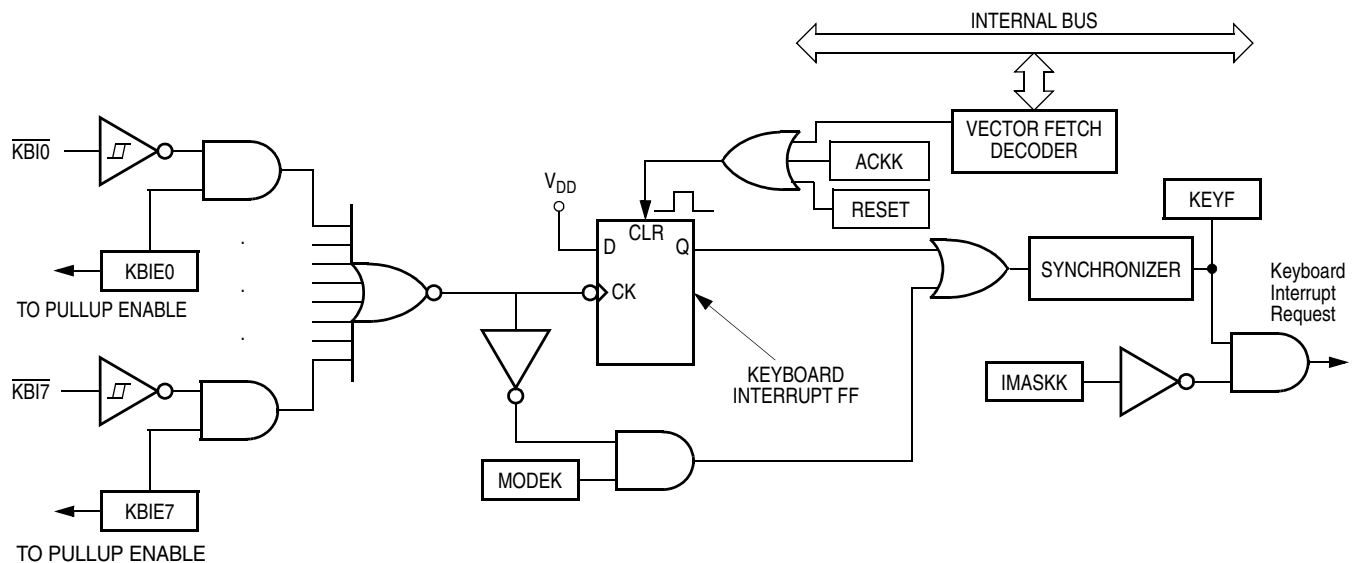 INTERNAL BUS
VECTOR FETCH
DECODER
ACKK
RESET
KBI0
KBIE0
TO PULLUP ENABLE
KBI7
KBIE7
TO PULLUP ENABLE
VDD
D
CLR
Q
CK
KEYBOARD
INTERRUPT FF
MODEK
SYNCHRONIZER
KEYF
IMASKK
Keyboard
Interrupt
Request